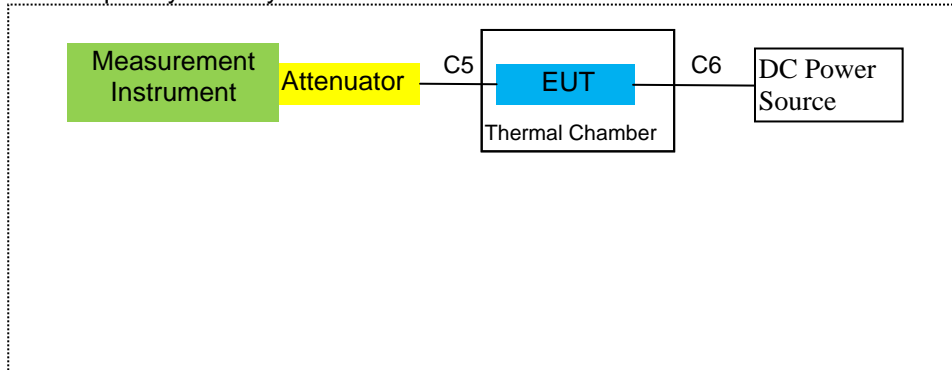 Measurement
Instrument
Attenuator
C5
EUT
Thermal Chamber
C6
DC Power
Source